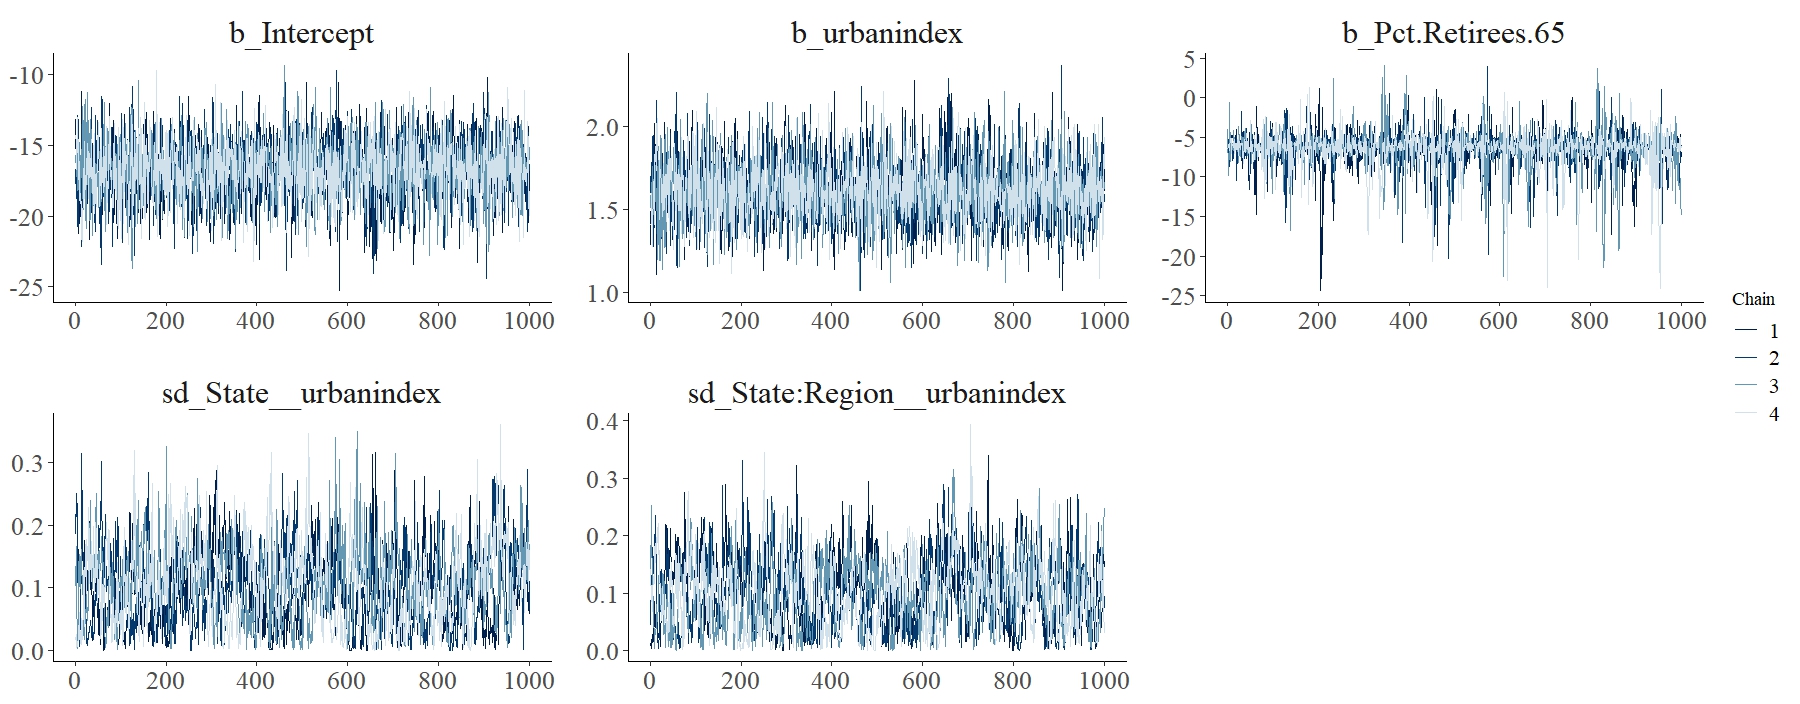 b_Intercept
-10
-15
-20
-25
0 200 400 600 800 1000
b_urbanindex
2.0
1.5
1.0
0 200 400 600 800 1000
b_Pct.Retirees.65
5
0
-5
-10
-15
-20
-25
0 200 400 600 800 1000
sd_State__urbanindex
0.3
0.2
0.1
0.0
0 200 400 600 800 1000
sd_State:Region__urbanindex
0.4
0.3
0.2
0.1
0.0
0 200 400 600 800 1000
Chain
1
2
3
4